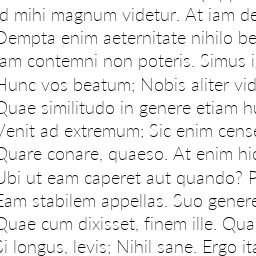 id mihi magnum videtur. At iam de
Dempta enim aeternitate nihilo be
iam contemni non poteris. Simus i
Hunc vos beatum; Nobis aliter vid
Quae similitudo in genere etiam hu
Venit ad extremum; Sic enim cense
Quare conare, quaeso. At enim hic
Ubi ut eam caperet aut quando? P
Eam stabilem appellas. Suo genere
Quae cum dixisset, finem ille. Qua
Si longus, levis; Nihil sane. Ergo ita